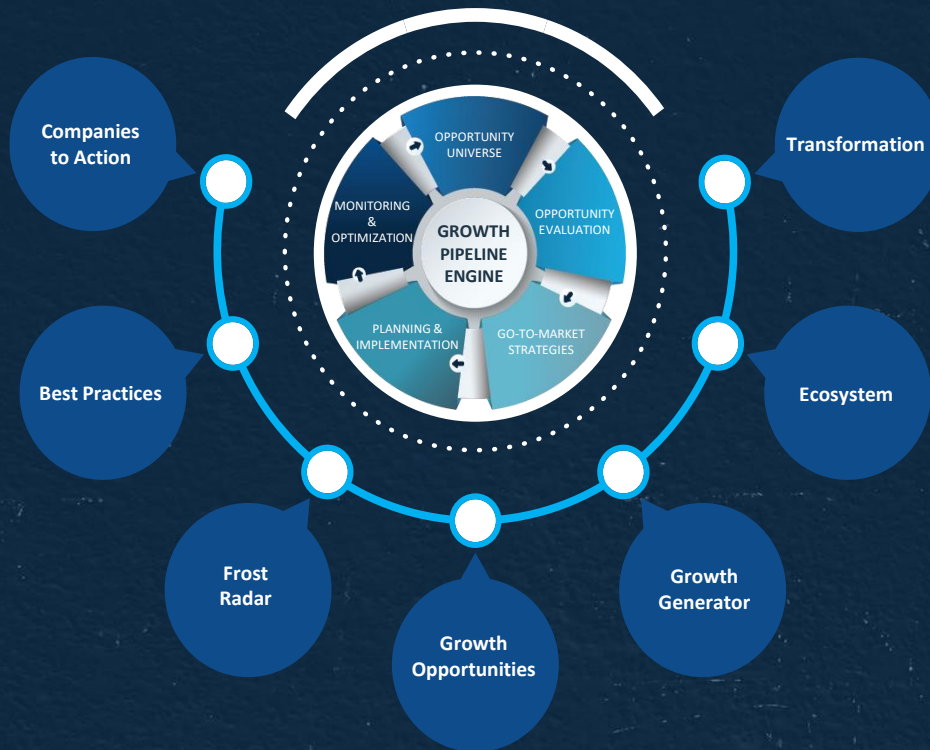 OPPORTUNITY
UNIVERSE
OPPORTUNITY
EVALUATION
GO-TO-MARKET
STRATEGIES
PLANNING &
IMPLEMENTATION
MONITORING
&
OPTIMIZATION
GROWTH
PIPELINE
ENGINE
Companies
to Action
Best Practices
Frost
Radar
Growth
Opportunities
Growth
Generator
Ecosystem
Transformation